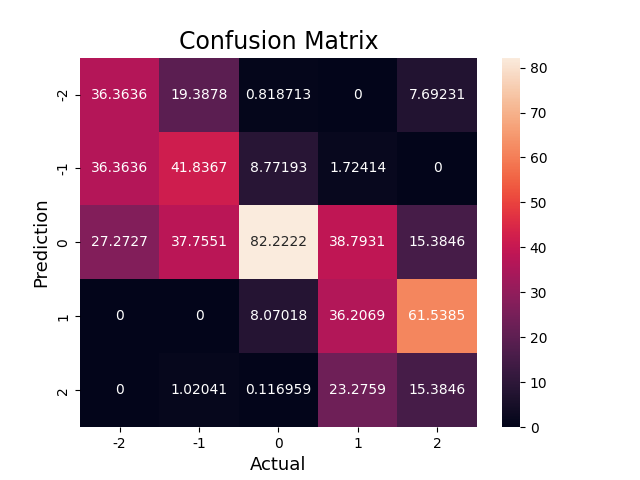 Confusion Matrix
-2 36.3636 19.3878 0.818713 0 7.69231
-1 36.3636 41.8367 8.77193 1.72414 0
0 27.2727 37.7551 82.2222 38.7931 15.3846
1 0 0 8.07018 36.2069 61.5385
2 0 1.02041 0.116959 23.2759 15.3846
-2 -1 0 1 2
Prediction
Actual
80
70
60
50
40
30
20
10
0